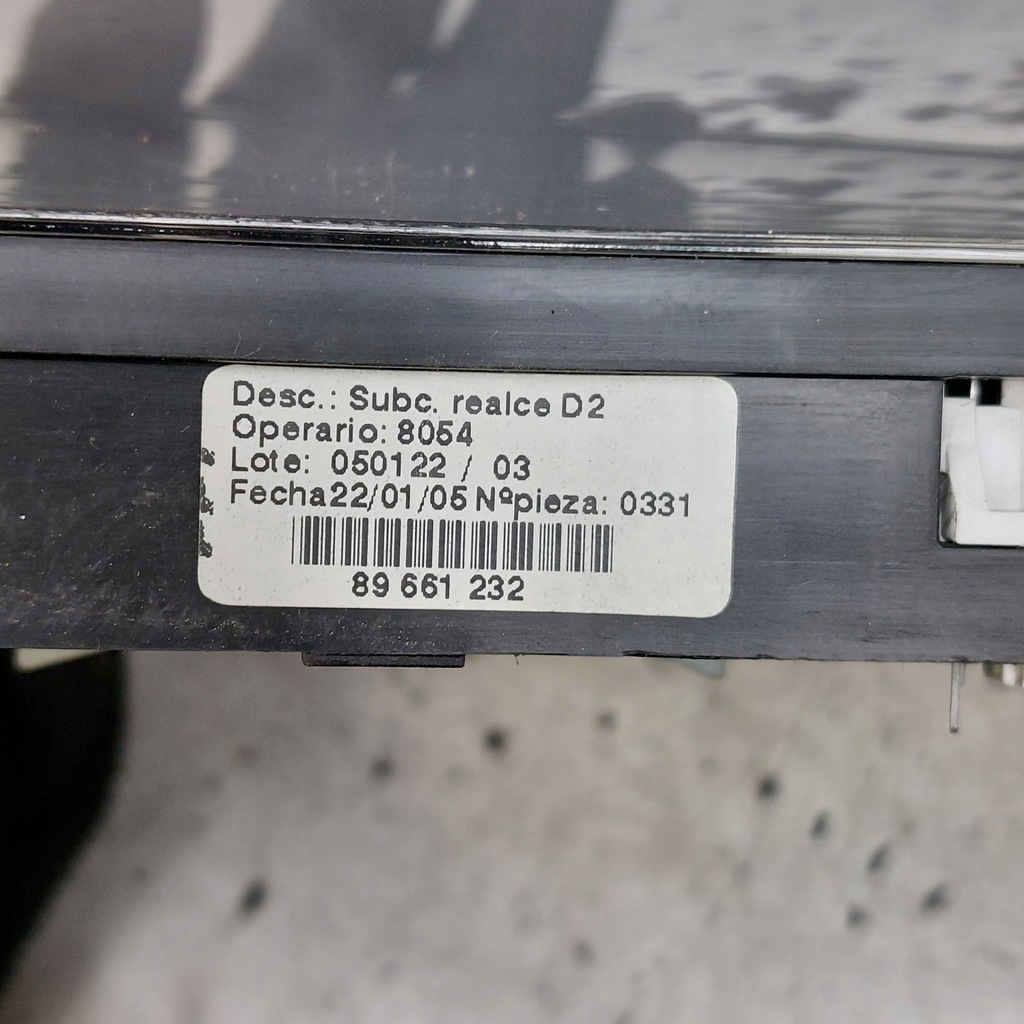 Desc.: Subc. realce D2
Operario: 8054
Lote: 050122 / 03
Fecha22/01/05 Nºpieza: 0331
89 661 232